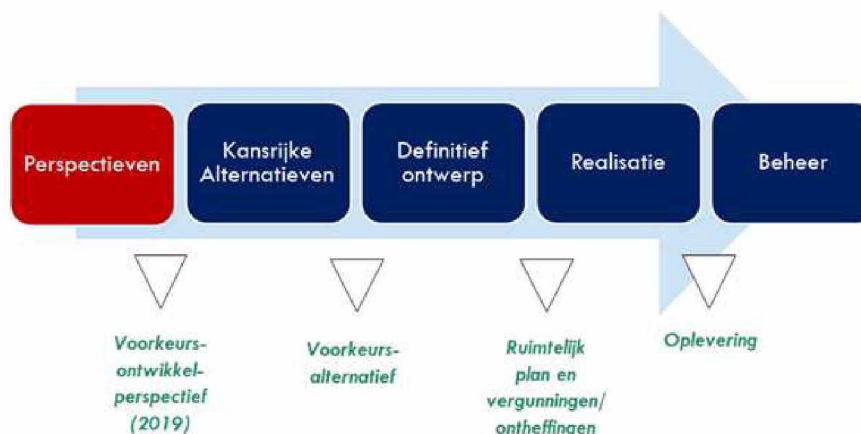 Perspectieven
Kansrijke
Alternatieven
Definitief
ontwerp
Realisatie
Beheer
Voorkeurs-
ontwikkel-
perspectief
(2019)
Voorkeurs-
alternatief
Ruimtelijk
plan en
vergunningen/
ontheffingen
Oplevering